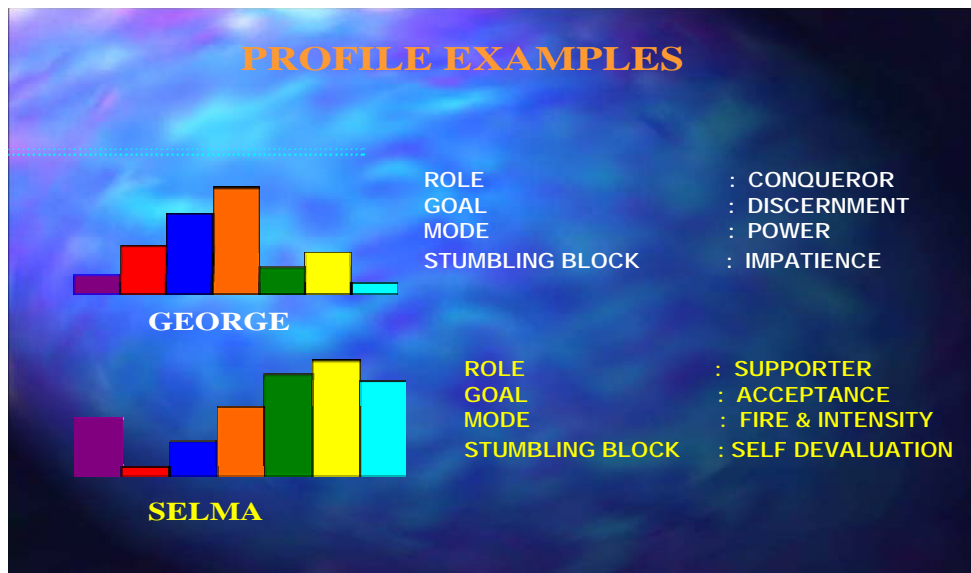 PROFILE EXAMPLES
ROLE : CONQUEROR
GOAL : DISCERNMENT
MODE : POWER
STUMBLING BLOCK : IMPATIENCE
GEORGE
ROLE : SUPPORTER
GOAL : ACCEPTANCE
MODE : FIRE & INTENSITY
STUMBLING BLOCK : SELF DEVALUATION
SELMA